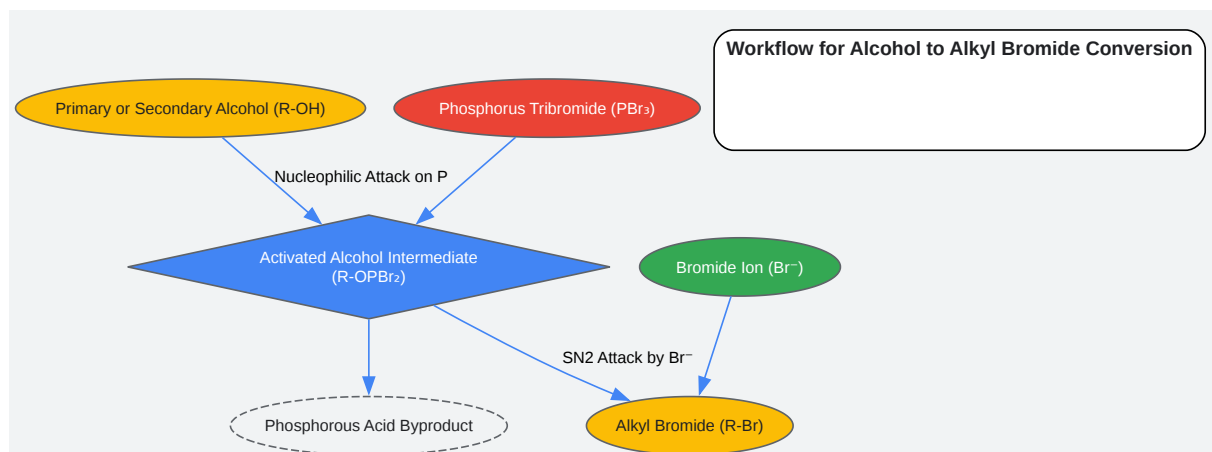 Workflow for Alcohol to Alkyl Bromide Conversion
Primary or Secondary Alcohol (R-OH)
Phosphorus Tribromide (PBr₃)
Nucleophilic Attack on P
Activated Alcohol Intermediate
(R-OPBr₂)
Bromide Ion (Br⁻)
SN2 Attack by Br⁻
Phosphorous Acid Byproduct
Alkyl Bromide (R-Br)